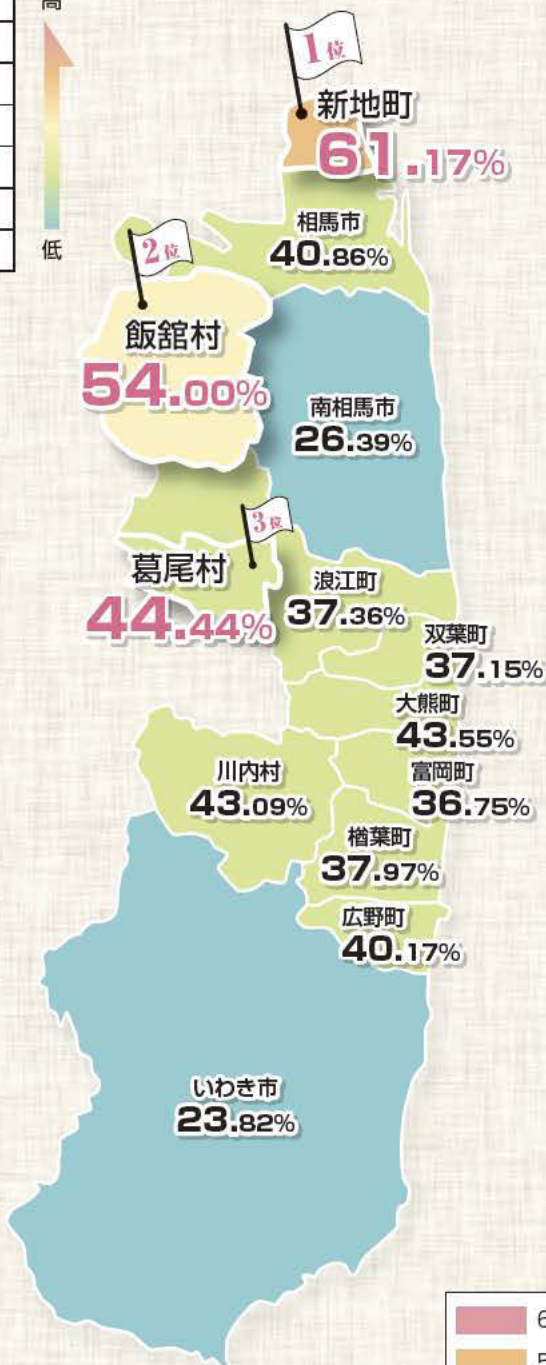 高
低
1位
新地町
61.17%
相馬市
40.86%
2位
飯舘村
54.00%
南相馬市
26.39%
3位
葛尾村
44.44%
浪江町
37.36%
双葉町
37.15%
大熊町
43.55%
川内村
43.09%
富岡町
36.75%
楢葉町
37.97%
広野町
40.17%
いわき市
23.82%
6